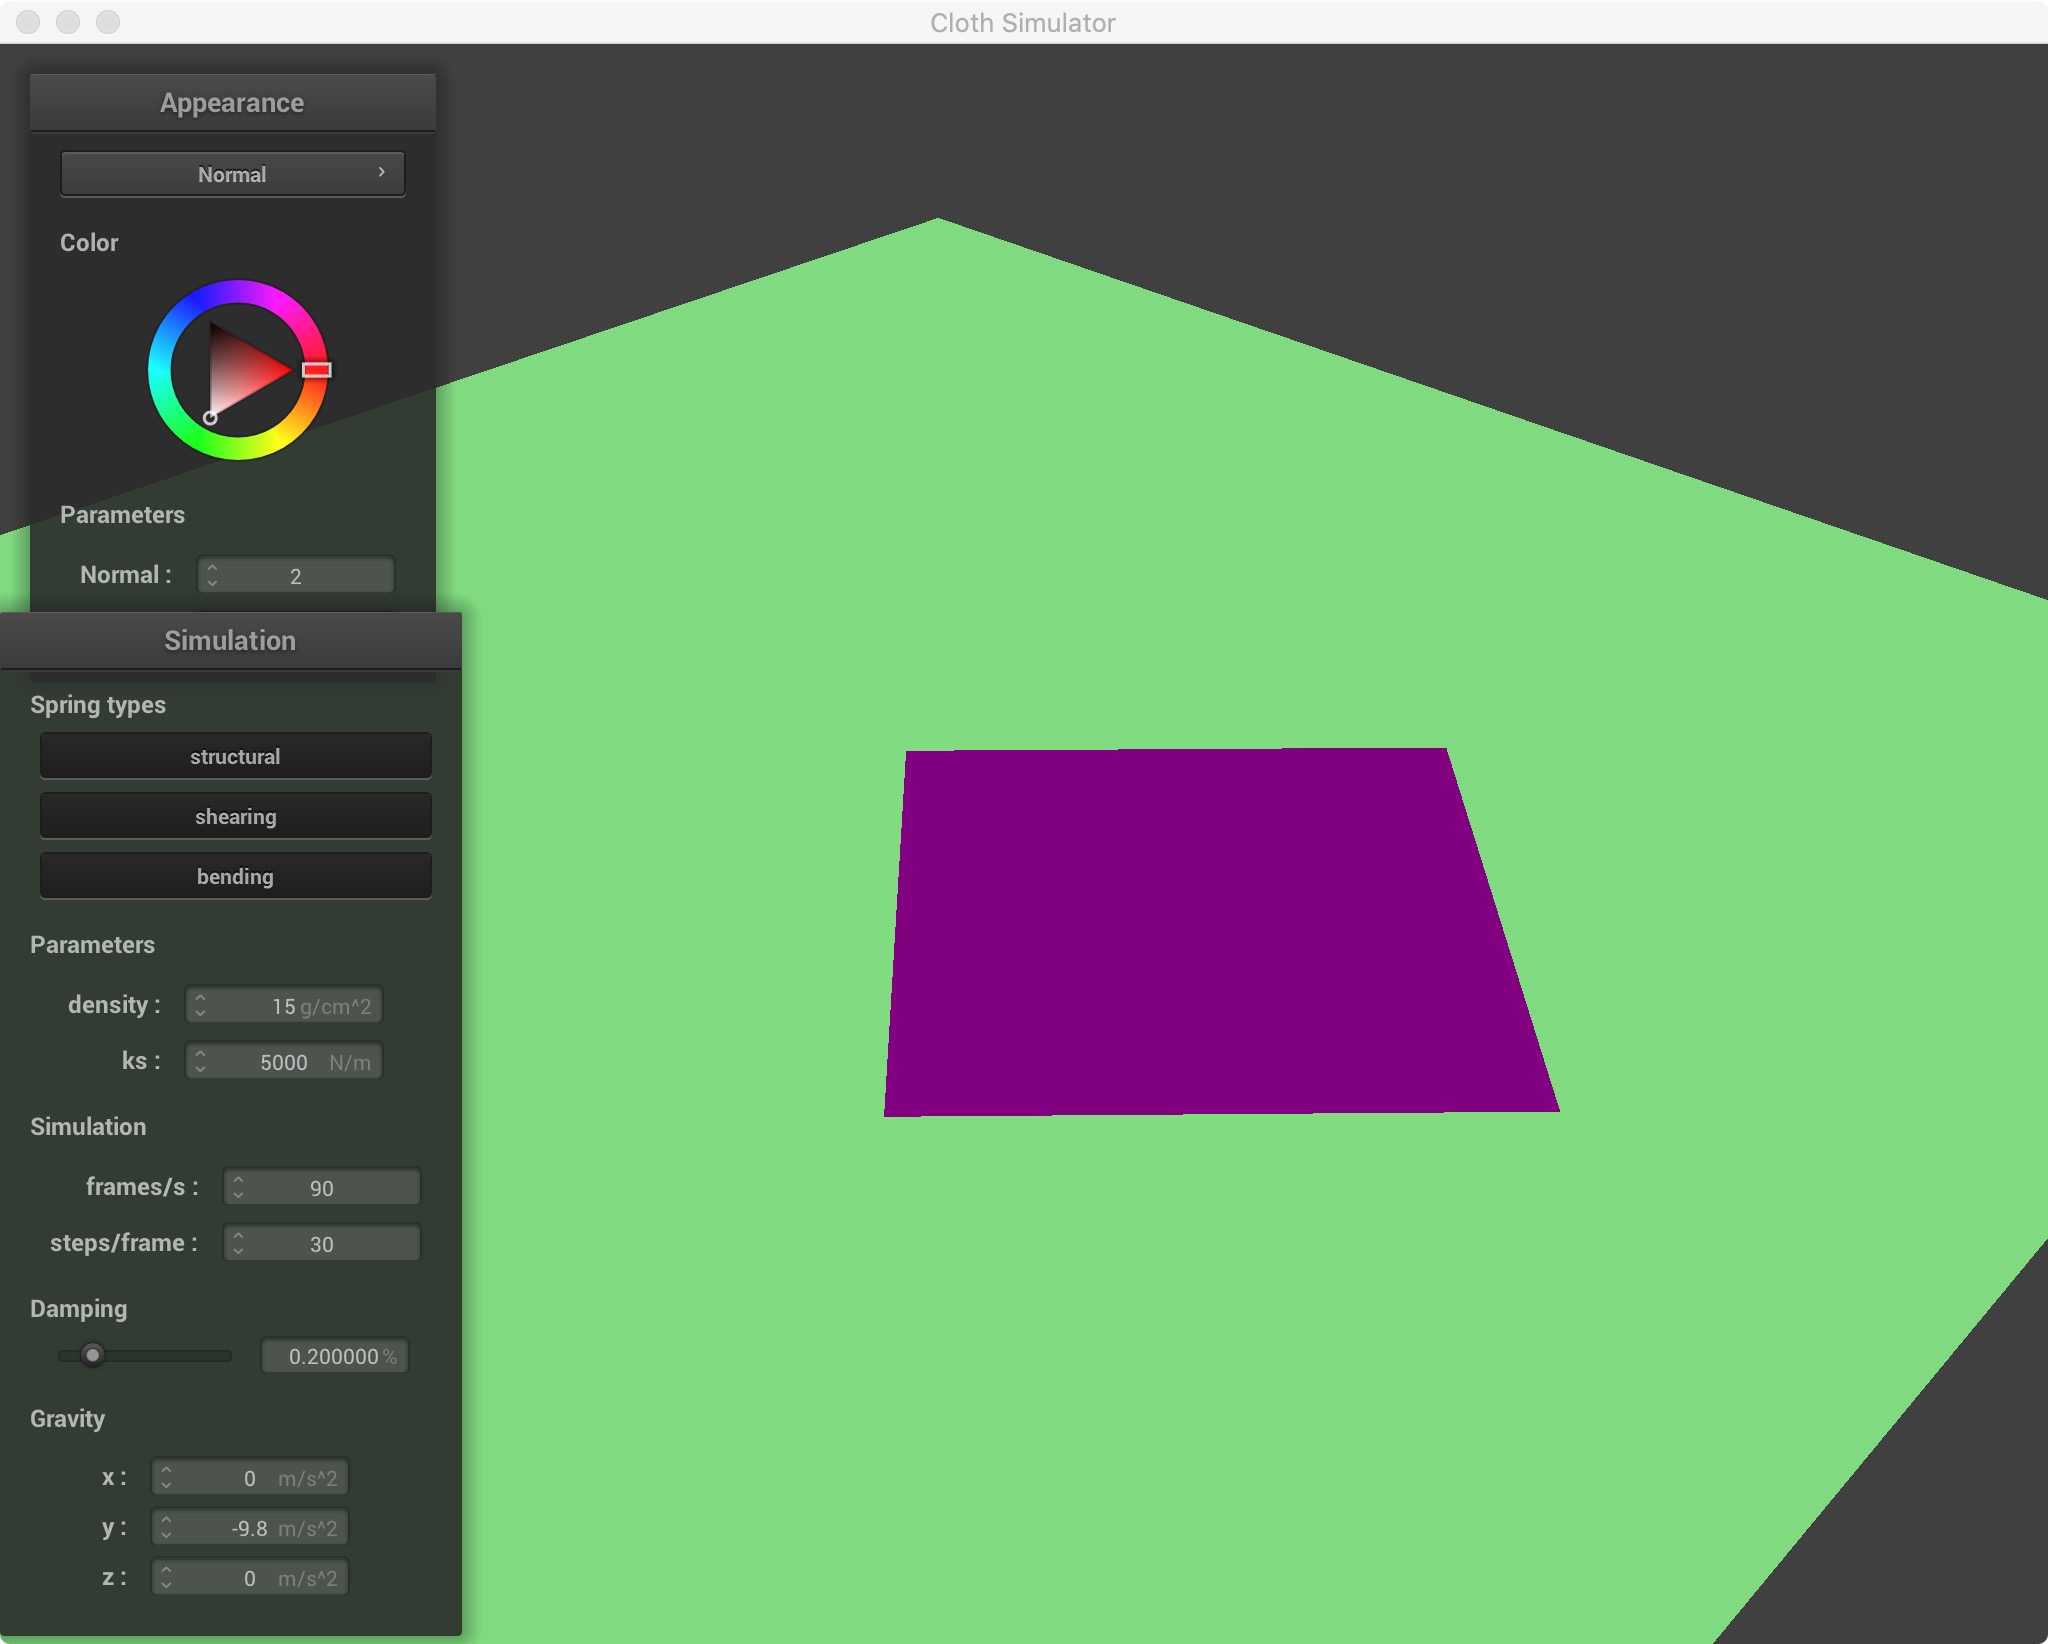 Cloth Simulator
Appearance
Normal
Color
Parameters
Normal : 2
Simulation
Spring types
structural
shearing
bending
Parameters
density : 15 g/cm^2
ks : 5000 N/m
Simulation
frames/s : 90
steps/frame : 30
Damping
0.200000 %
Gravity
x : 0 m/s^2
y : -9.8 m/s^2
z : 0 m/s^2